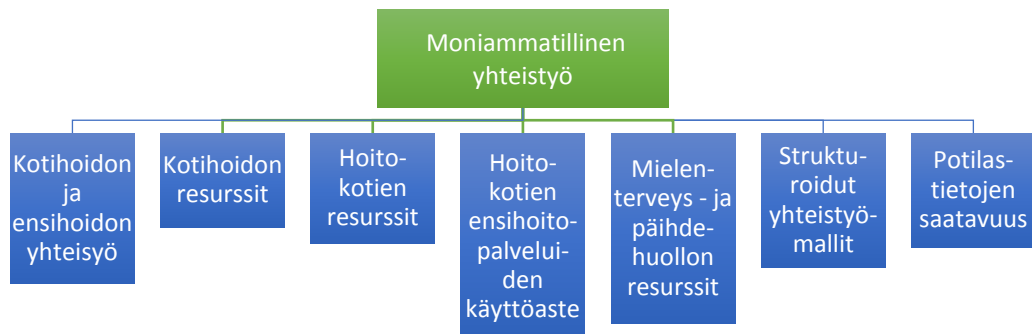 Moniammatillinen
yhteistyö
Kotihoidon
ja
ensihoidon
yhteisyö
Kotihoidon
resurssit
Hoito-
kotien
resurssit
Hoito-
kotien
ensihoito-
palvelui-
den
käyttöaste
Mielen-
terveys - ja
päihde-
huollon
resurssit
Struktu-
roidut
yhteistyö-
mallit
Potilas-
tietojen
saatavuus